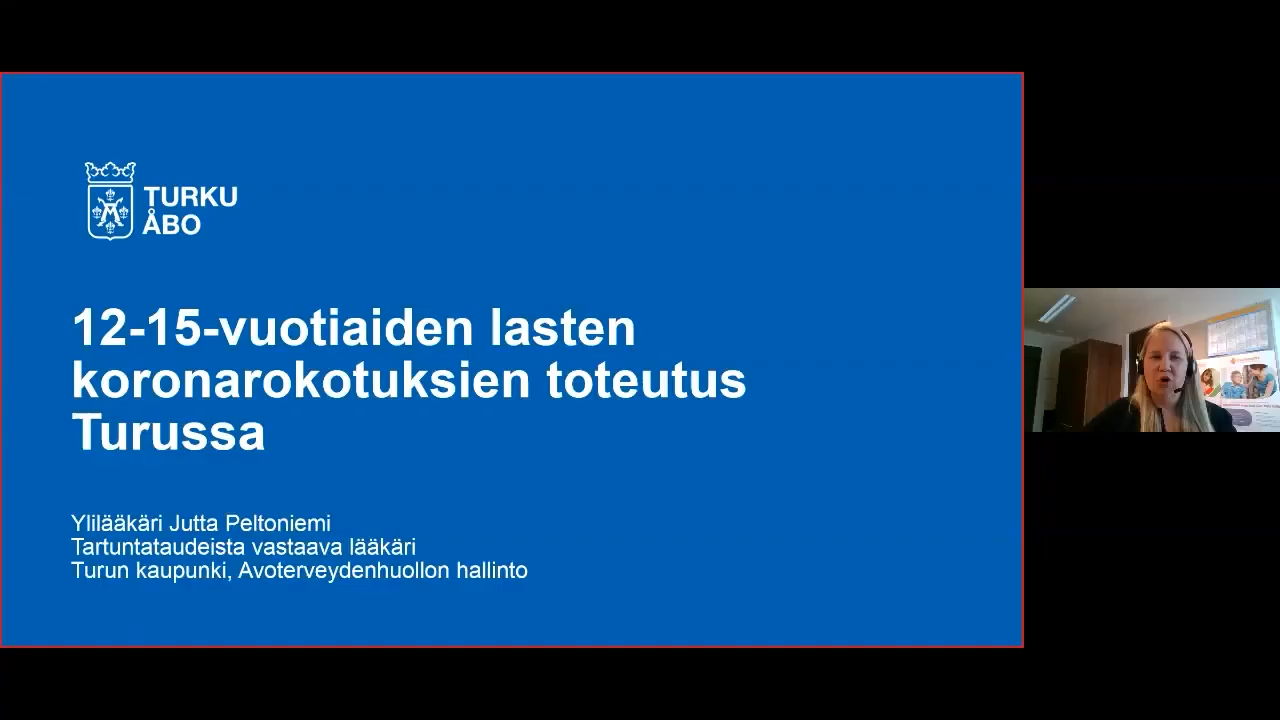 TURKU
ÅBO
12-15-vuotiaiden lasten
koronarokotuksien toteutus
Turussa
Ylilääkäri Jutta Peltoniemi
Tartuntataudeista vastaava lääkäri
Turun kaupunki, Avoterveydenhuollon hallinto